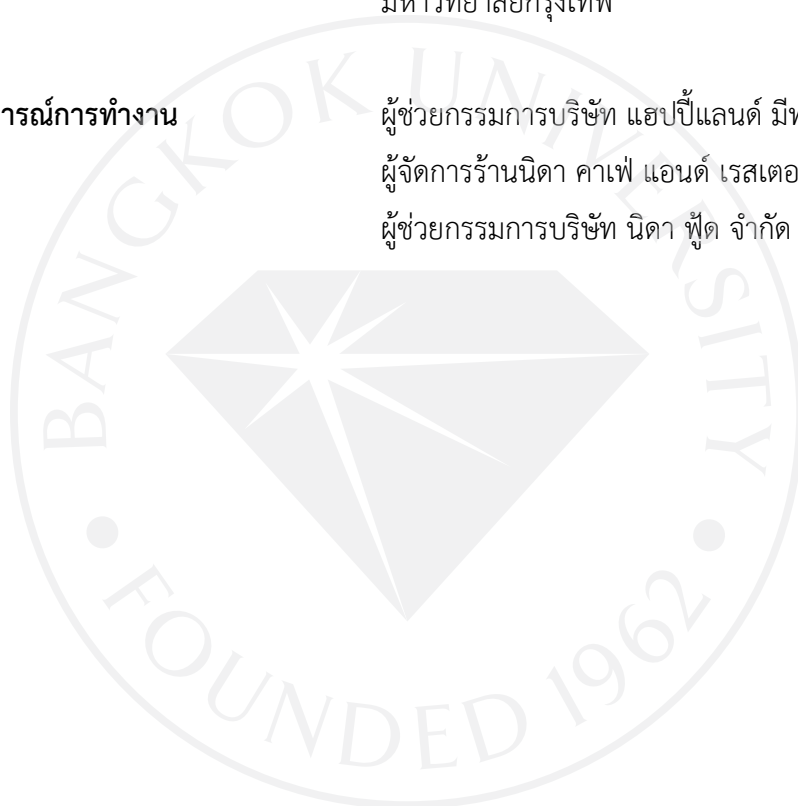 มหาวิทยาลัยกรุงเทพ
ารณ์การทำงาน ผู้ช่วยกรรมการบริษัท แฮปปี้แลนด์ มี
ผู้จัดการร้านนิดา คาเฟ่ แอนด์ เรสเตอ
ผู้ช่วยกรรมการบริษัท นิดา ฟู้ด จำกัด
BANGKOK UNIVERSITY
FOUNDED 1962